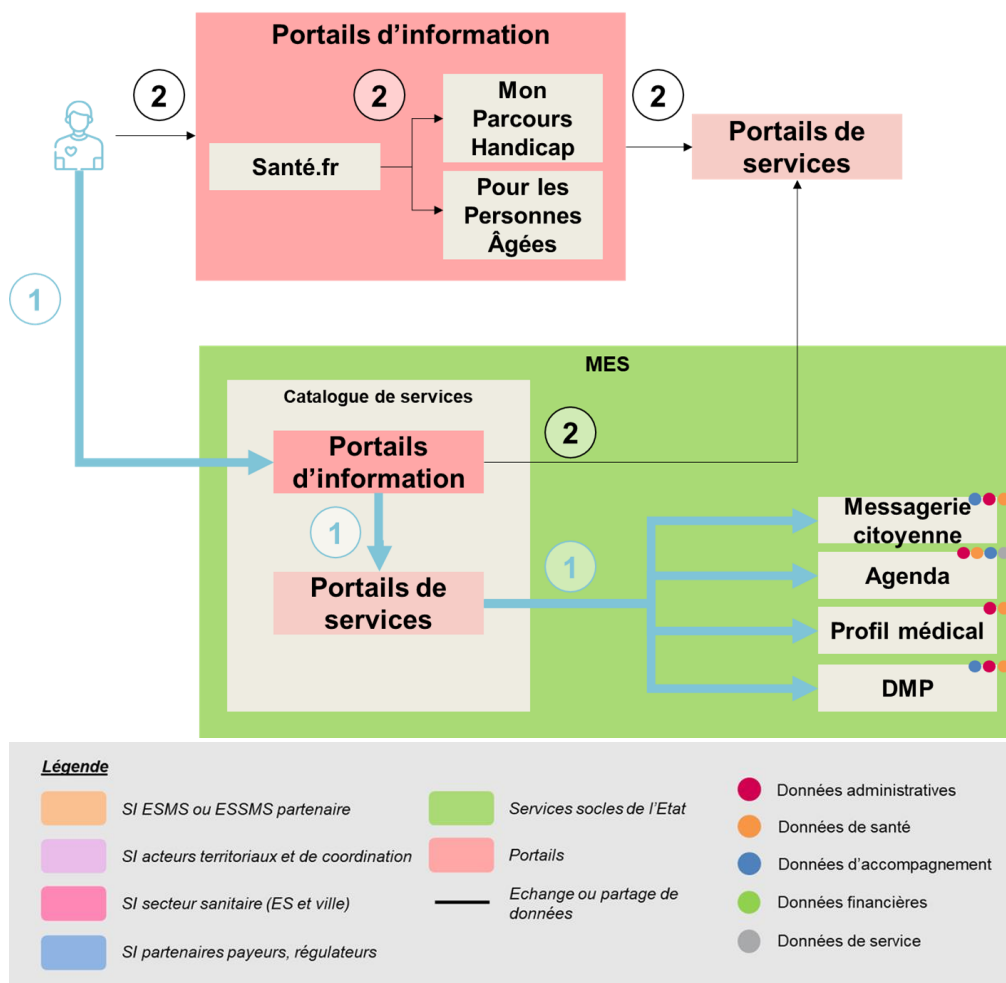 Portails d'information
2
2
2
Mon
Parcours
Handicap
Santé.fr
Portails de
services
Pour les
Personnes
Âgées
1
MES
Catalogue de services
Portails
d'information
2
1
Portails de
services
1
Messagerie
citoyenne
Agenda
Profil médical
DMP
Légende
SI ESMS ou ESSMS partenaire
SI acteurs territoriaux et de coordination
SI secteur sanitaire (ES et ville)
SI partenaires payeurs, régulateurs
Services socles de l'Etat
Portails
Echange ou partage de
données
Données administratives
Données de santé
Données d'accompagnement
Données financières
Données de service